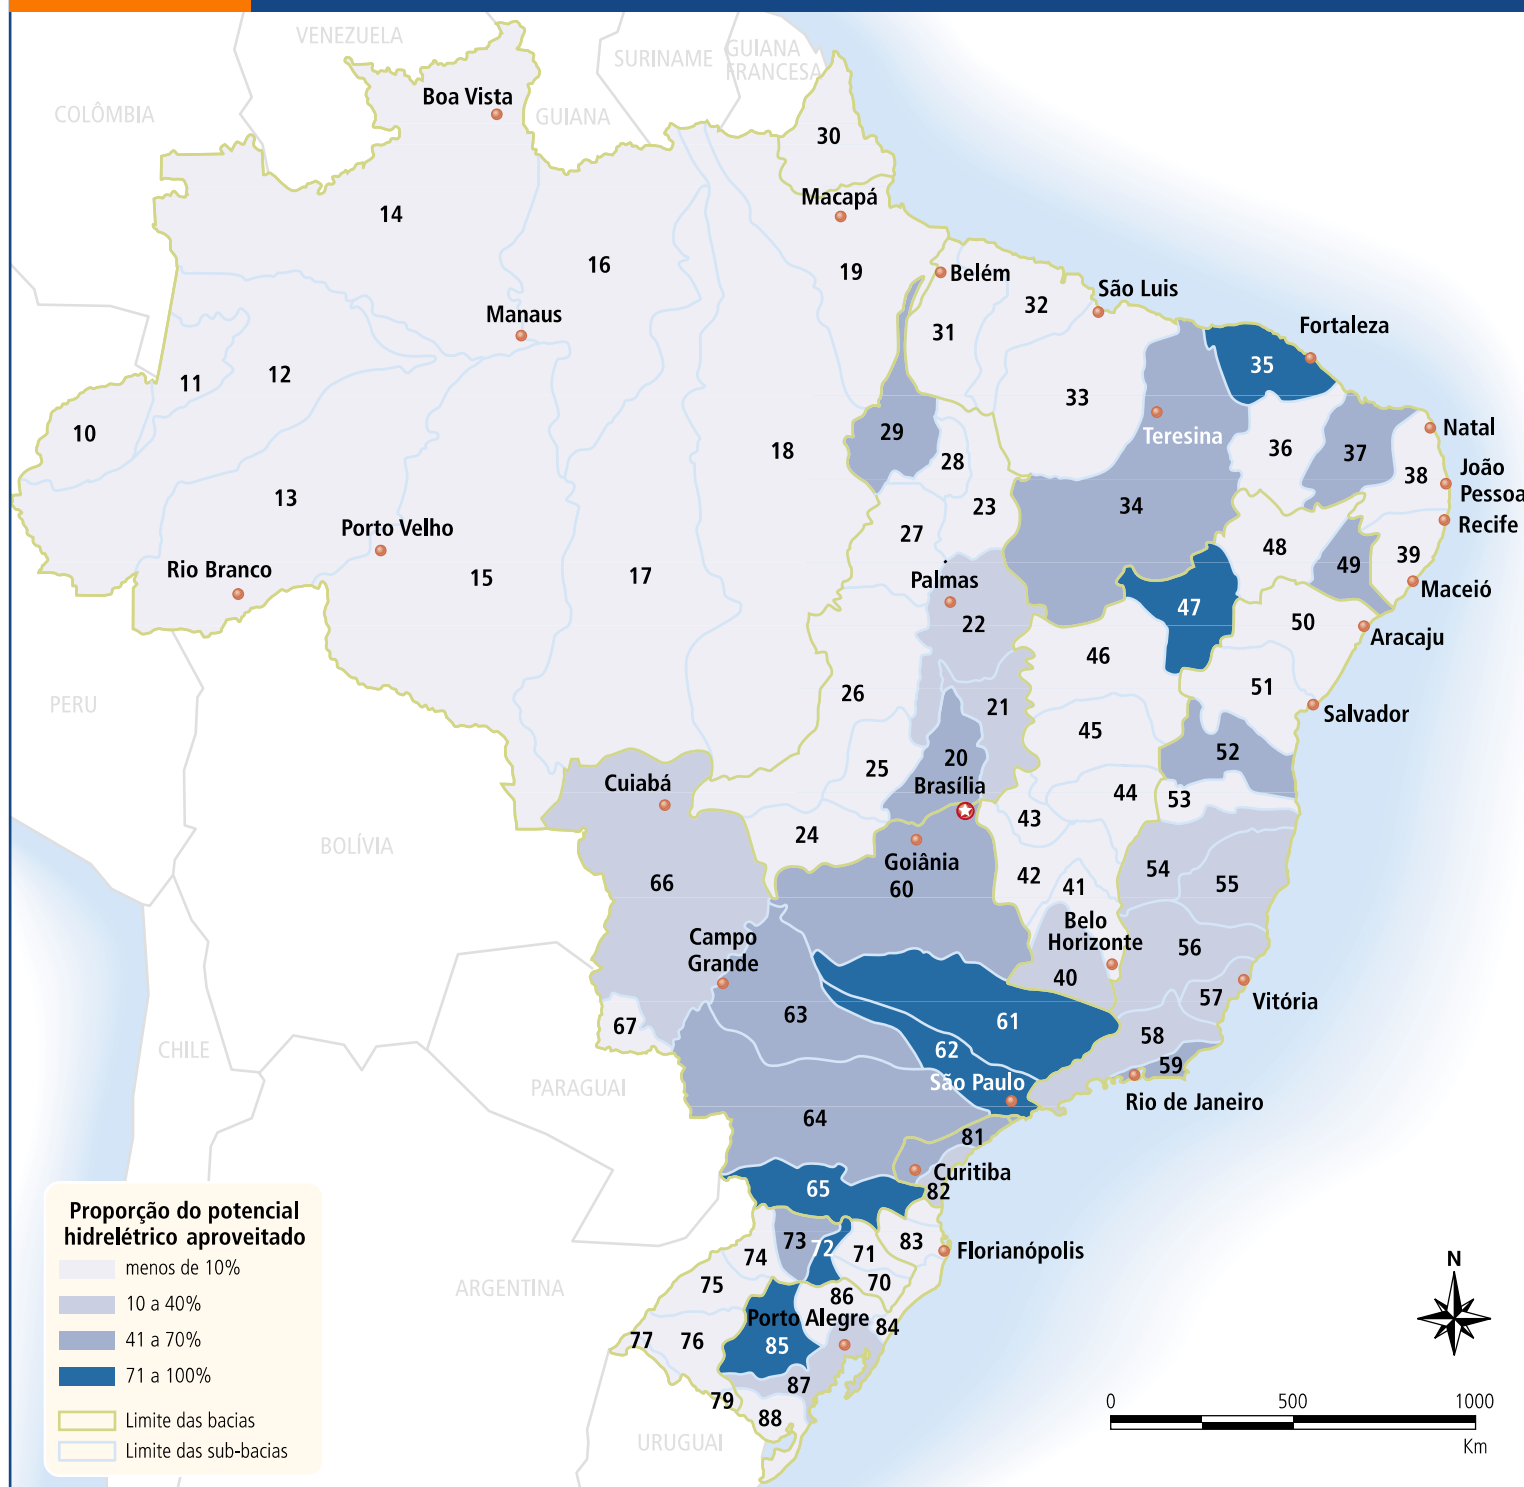 VENEZUELA
SURINAME
GUIANA
FRANCESA
COLÔMBIA
Boa Vista
GUIANA
30
Macapá
14
16
19
Belém
32
São Luis
31
Manaus
Fortaleza
35
11
12
33
10
29
Teresina
Natal
18
28
36
37
38
João
Pessoa
13
23
34
Recife
Porto Velho
27
48
39
Rio Branco
15
17
Palmas
49
Maceió
47
22
50
Aracaju
46
26
21
51
PERU
45
Salvador
20
52
25
Brasília
Cuiabá
44
53
43
24
BOLÍVIA
Goiânia
54
55
66
60
42
41
Belo
Horizonte
Campo
Grande
56
40
57
Vitória
67
63
61
58
CHILE
62
59
PARAGUAI
São Paulo
Rio de Janeiro
64
81
Curitiba
65
82
Proporção do potencial
hidrelétrico aproveitado
menos de 10%
10 a 40%
41 a 70%
71 a 100%
Limite das bacias
Limite das sub-bacias
73
72
71
83
Florianópolis
74
70
75
ARGENTINA
86
Porto Alegre
84
77
76
85
87
79
88
URUGUAI
N
0
500
1000
Km